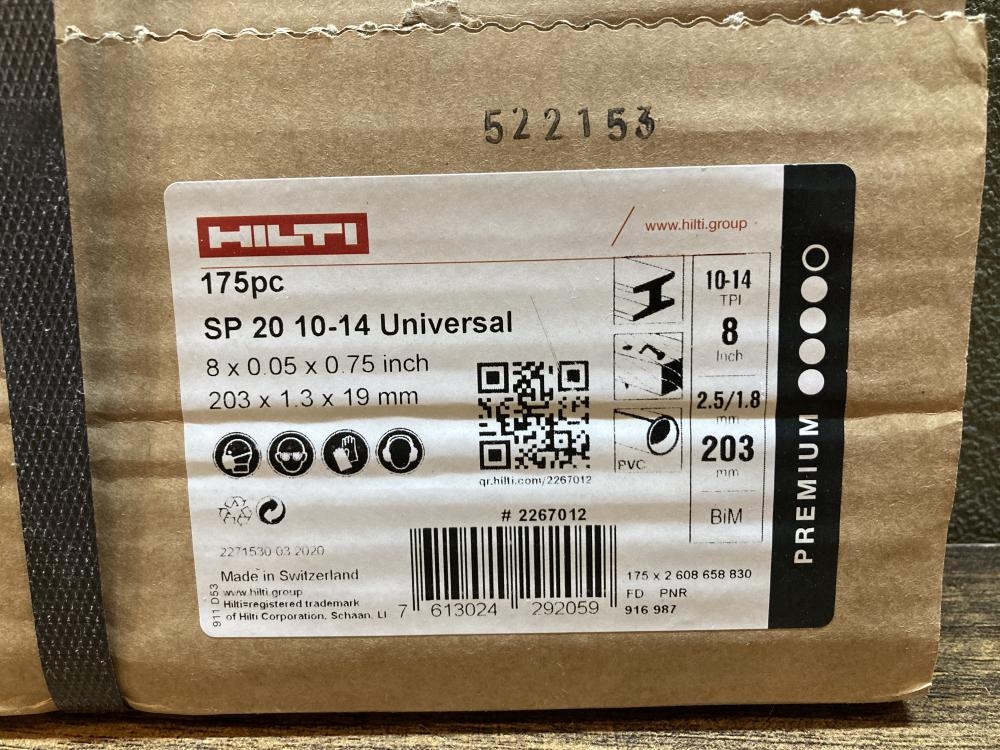 522153
HILTI
www.hilti.group
175pc
SP 20 10-14 Universal
8 x 0.05 x 0.75 inch
203 x 1.3 x 19 mm
qr.hilti.com/2267012
PVC
10-14
TPI
8
Inch
2.5/1.8
mm
203
mm
BiM
PREMIUM
# 2267012
2271530 03.2020
Made in Switzerland
www.hilti.group
Hilti=registered trademark
of Hilti Corporation, Schaan, LI
911 D53
7 613024 292059
175 x 2 608 658 830
FD PNR
916 987